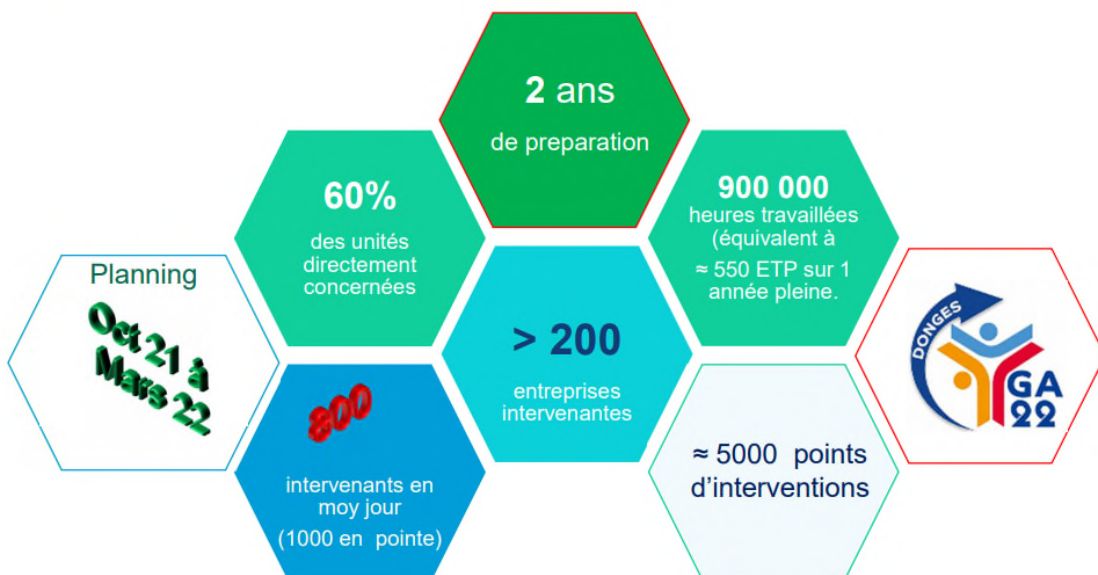 2 ans
de preparation
60%
des unités
directement
concernées
900 000
heures travaillées
(équivalent à
≈ 550 ETP sur 1
année pleine.
Planning
Oct 21 à
Mars 22
> 200
entreprises
intervenantes
DONGES
GA
22
800
intervenants en
moy jour
(1000 en pointe)
≈ 5000 points
d’interventions